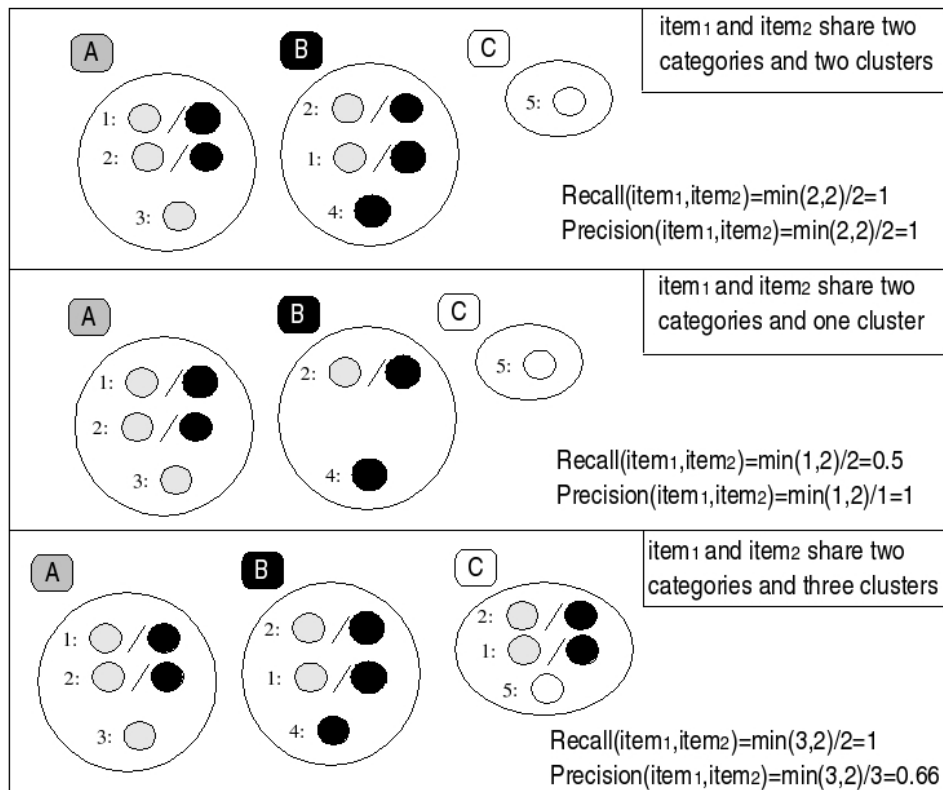 item1 and item2 share two
categories and two clusters
A
B
C
1:
2:
3:
2:
1:
4:
5:
Recall(item1,item2)=min(2,2)/2=1
Precision(item1,item2)=min(2,2)/2=1
item1 and item2 share two
categories and one cluster
A
B
C
1:
2:
3:
2:
4:
5:
Recall(item1,item2)=min(1,2)/2=0.5
Precision(item1,item2)=min(1,2)/1=1
item1 and item2 share two
categories and three clusters
A
B
C
1:
2:
3:
2:
1:
4:
2:
1:
5:
Recall(item1,item2)=min(3,2)/2=1
Precision(item1,item2)=min(3,2)/3=0.66